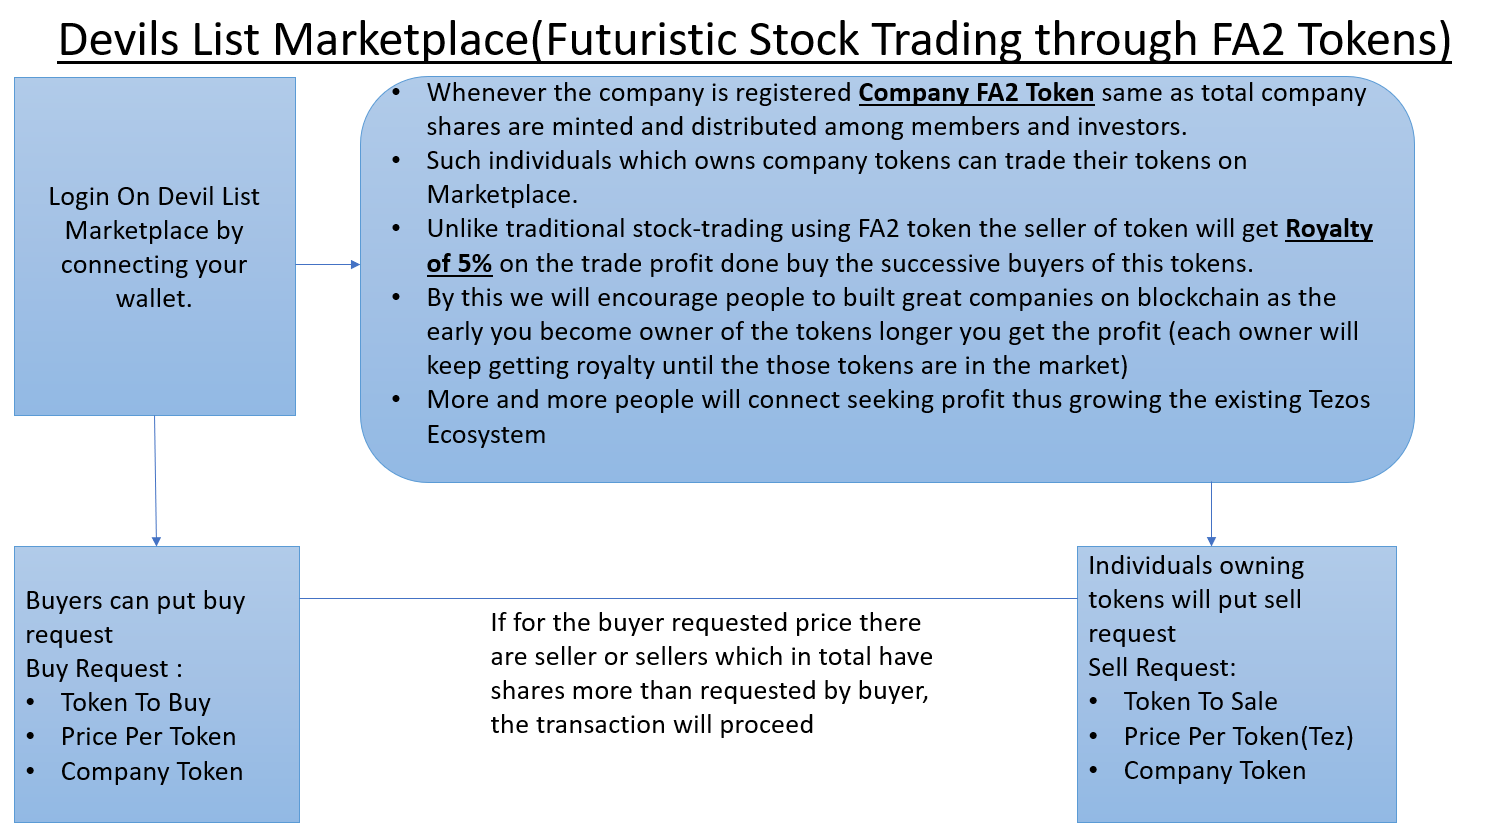 Devils List Marketplace(Futuristic Stock Trading through FA2 Tokens)
Login On Devil List
Marketplace by
connecting your
wallet.
• Whenever the company is registered Company FA2 Token same as total company
shares are minted and distributed among members and investors.
• Such individuals which owns company tokens can trade their tokens on
Marketplace.
• Unlike traditional stock-trading using FA2 token the seller of token will get Royalty
of 5% on the trade profit done buy the successive buyers of this tokens.
• By this we will encourage people to built great companies on blockchain as the
early you become owner of the tokens longer you get the profit (each owner will
keep getting royalty until the those tokens are in the market)
• More and more people will connect seeking profit thus growing the existing Tezos
Ecosystem
Buyers can put buy
request
Buy Request :
• Token To Buy
• Price Per Token
• Company Token
If for the buyer requested price there
are seller or sellers which in total have
shares more than requested by buyer,
the transaction will proceed
Individuals owning
tokens will put sell
request
Sell Request:
• Token To Sale
• Price Per Token(Tez)
• Company Token